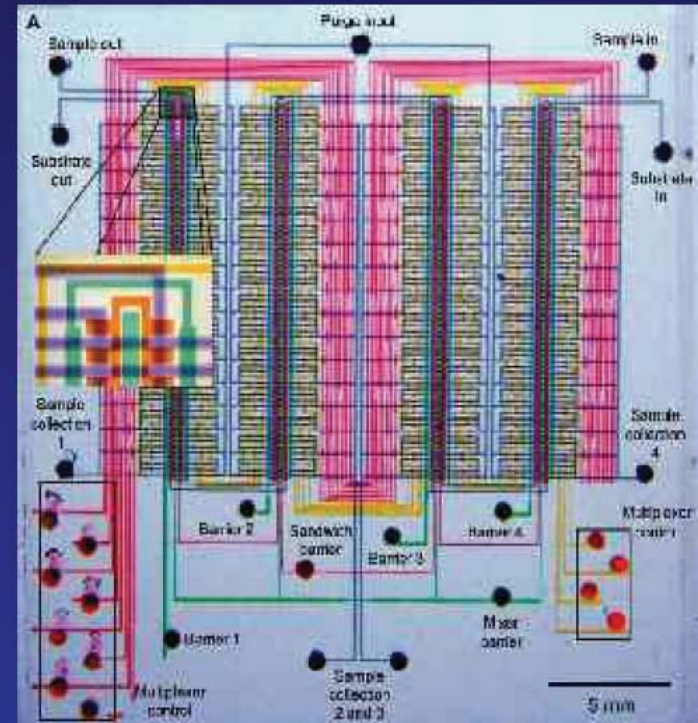 A
Purge input
Sample out
Sample in
Substrate
out
Substrate
in
Sample
collection
1
Sample
collection
4
Barrier 2
Sandwich
barrier
Barrier 3
Barrier 4
Multiplexer
barrier
Mixer
barrier
Barrier 1
Multiplexer
control
Sample
collection
2 and 3
5 mm